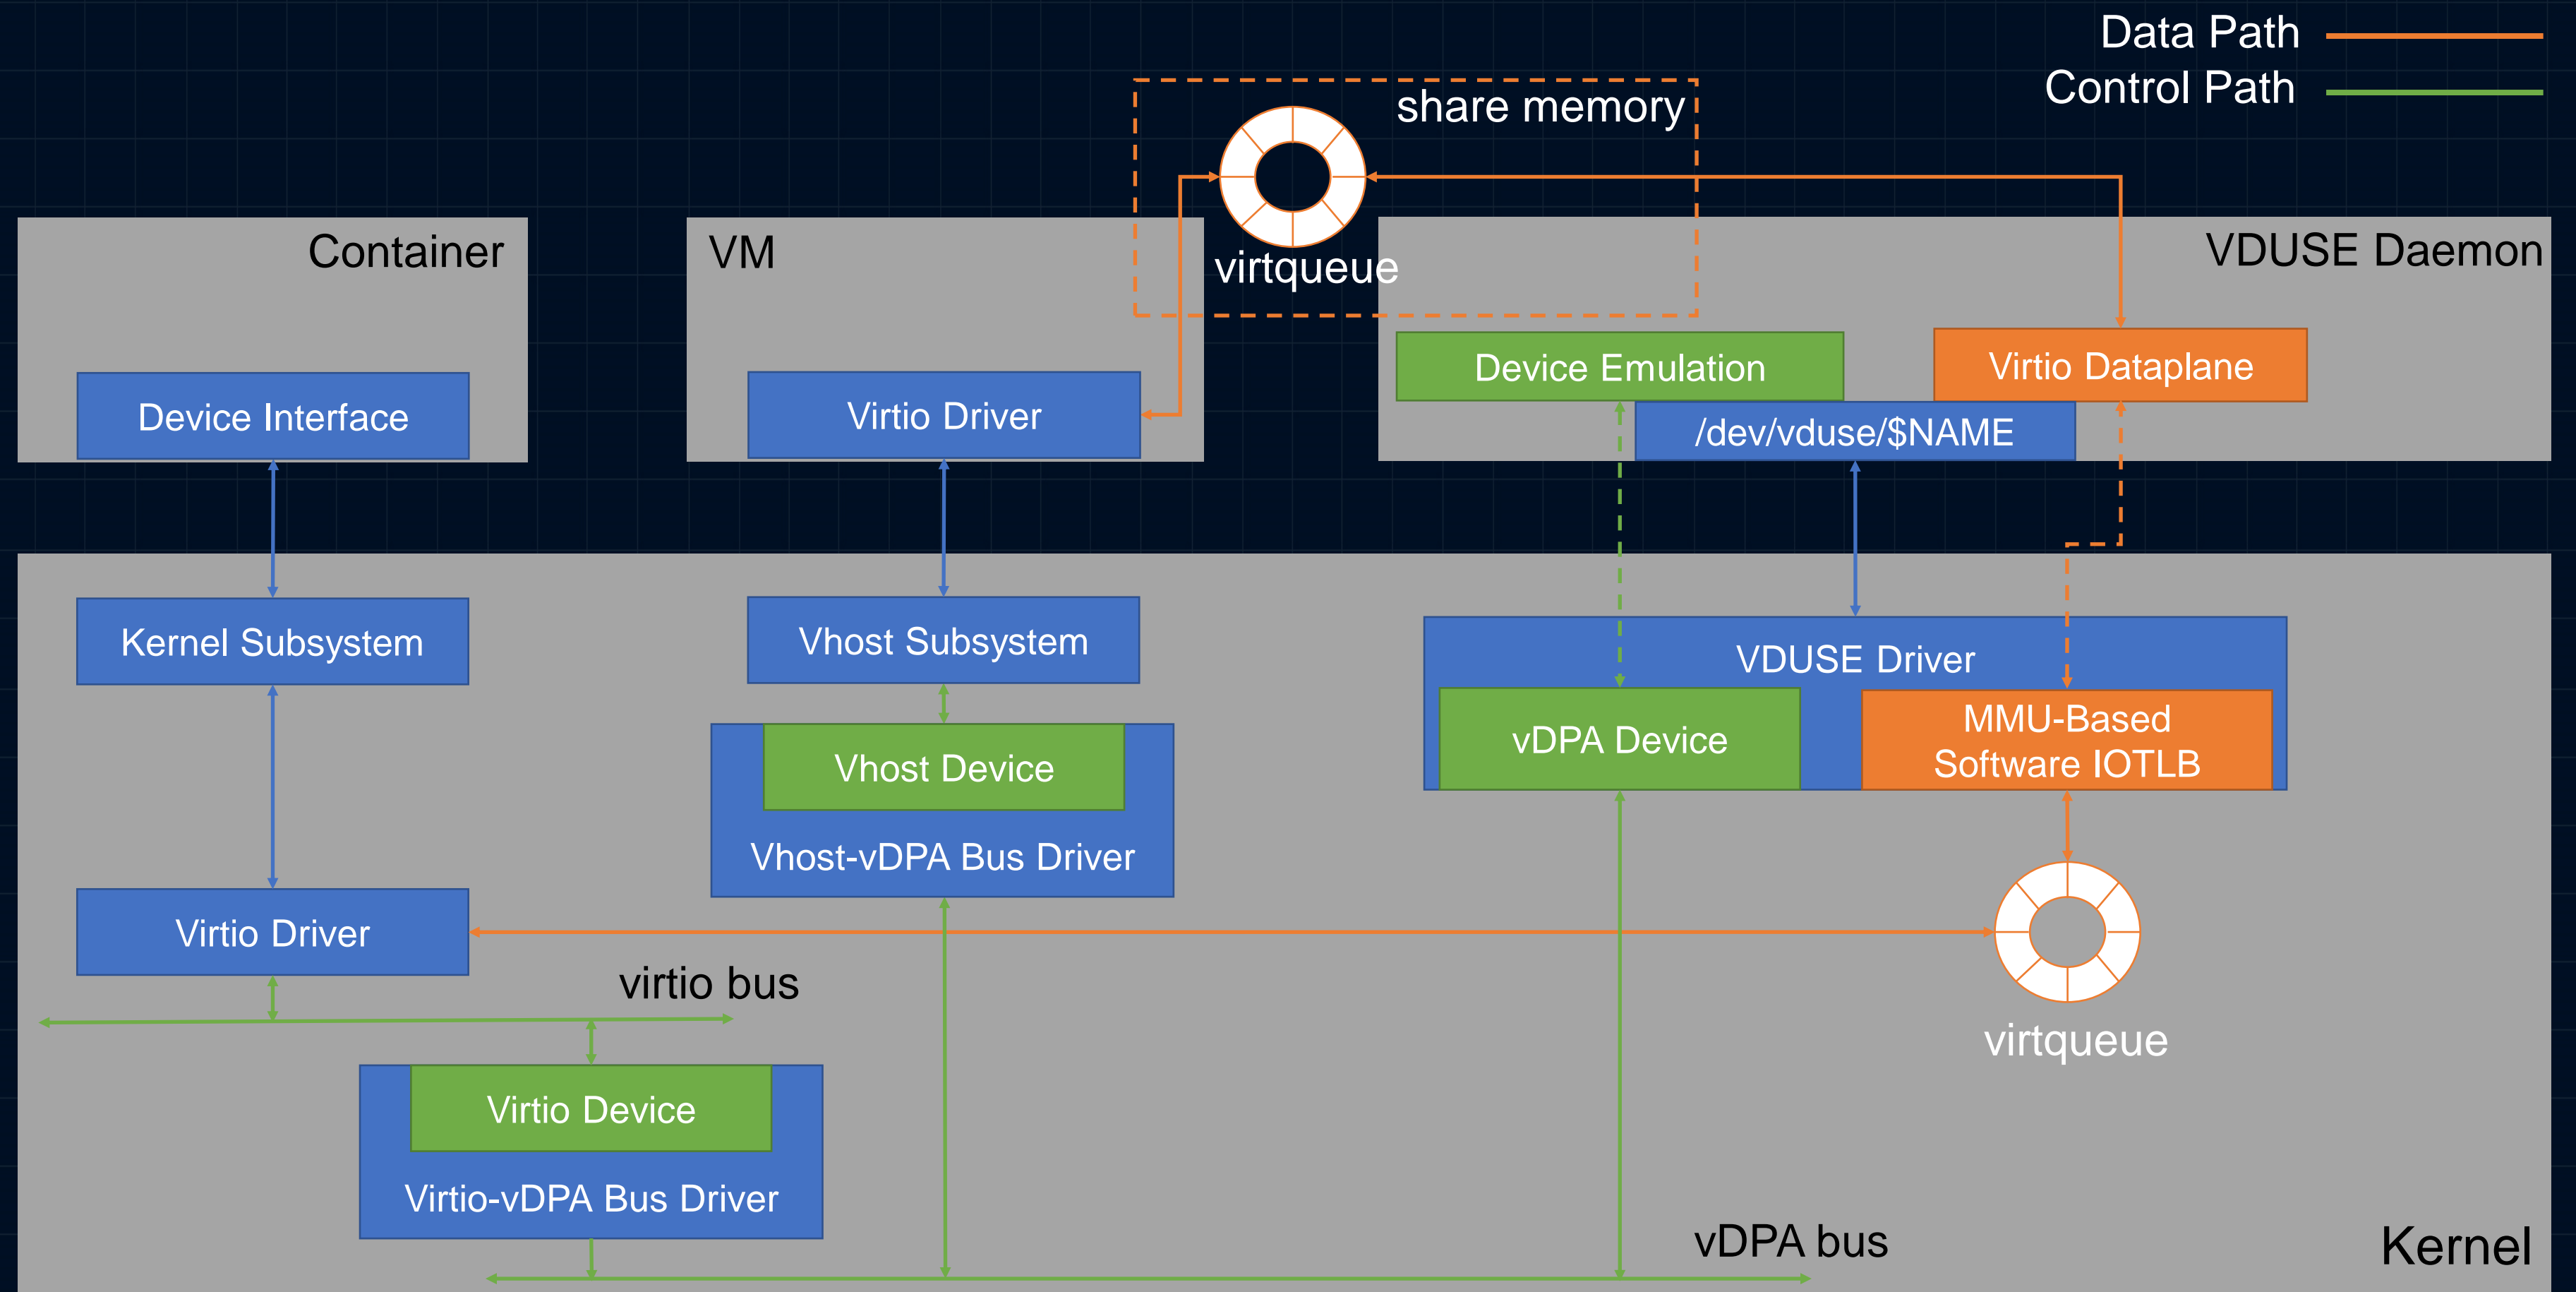 Data Path
Control Path
share memory
virtqueue
Container
VM
VDUSE Daemon
Device Interface
Virtio Driver
Device Emulation
Virtio Dataplane
/dev/vduse/$NAME
Kernel Subsystem
Vhost Subsystem
VDUSE Driver
vDPA Device
MMU-Based
Software IOTLB
Vhost Device
Vhost-vDPA Bus Driver
Virtio Driver
virtio bus
virtqueue
Virtio Device
Virtio-vDPA Bus Driver
vDPA bus
Kernel